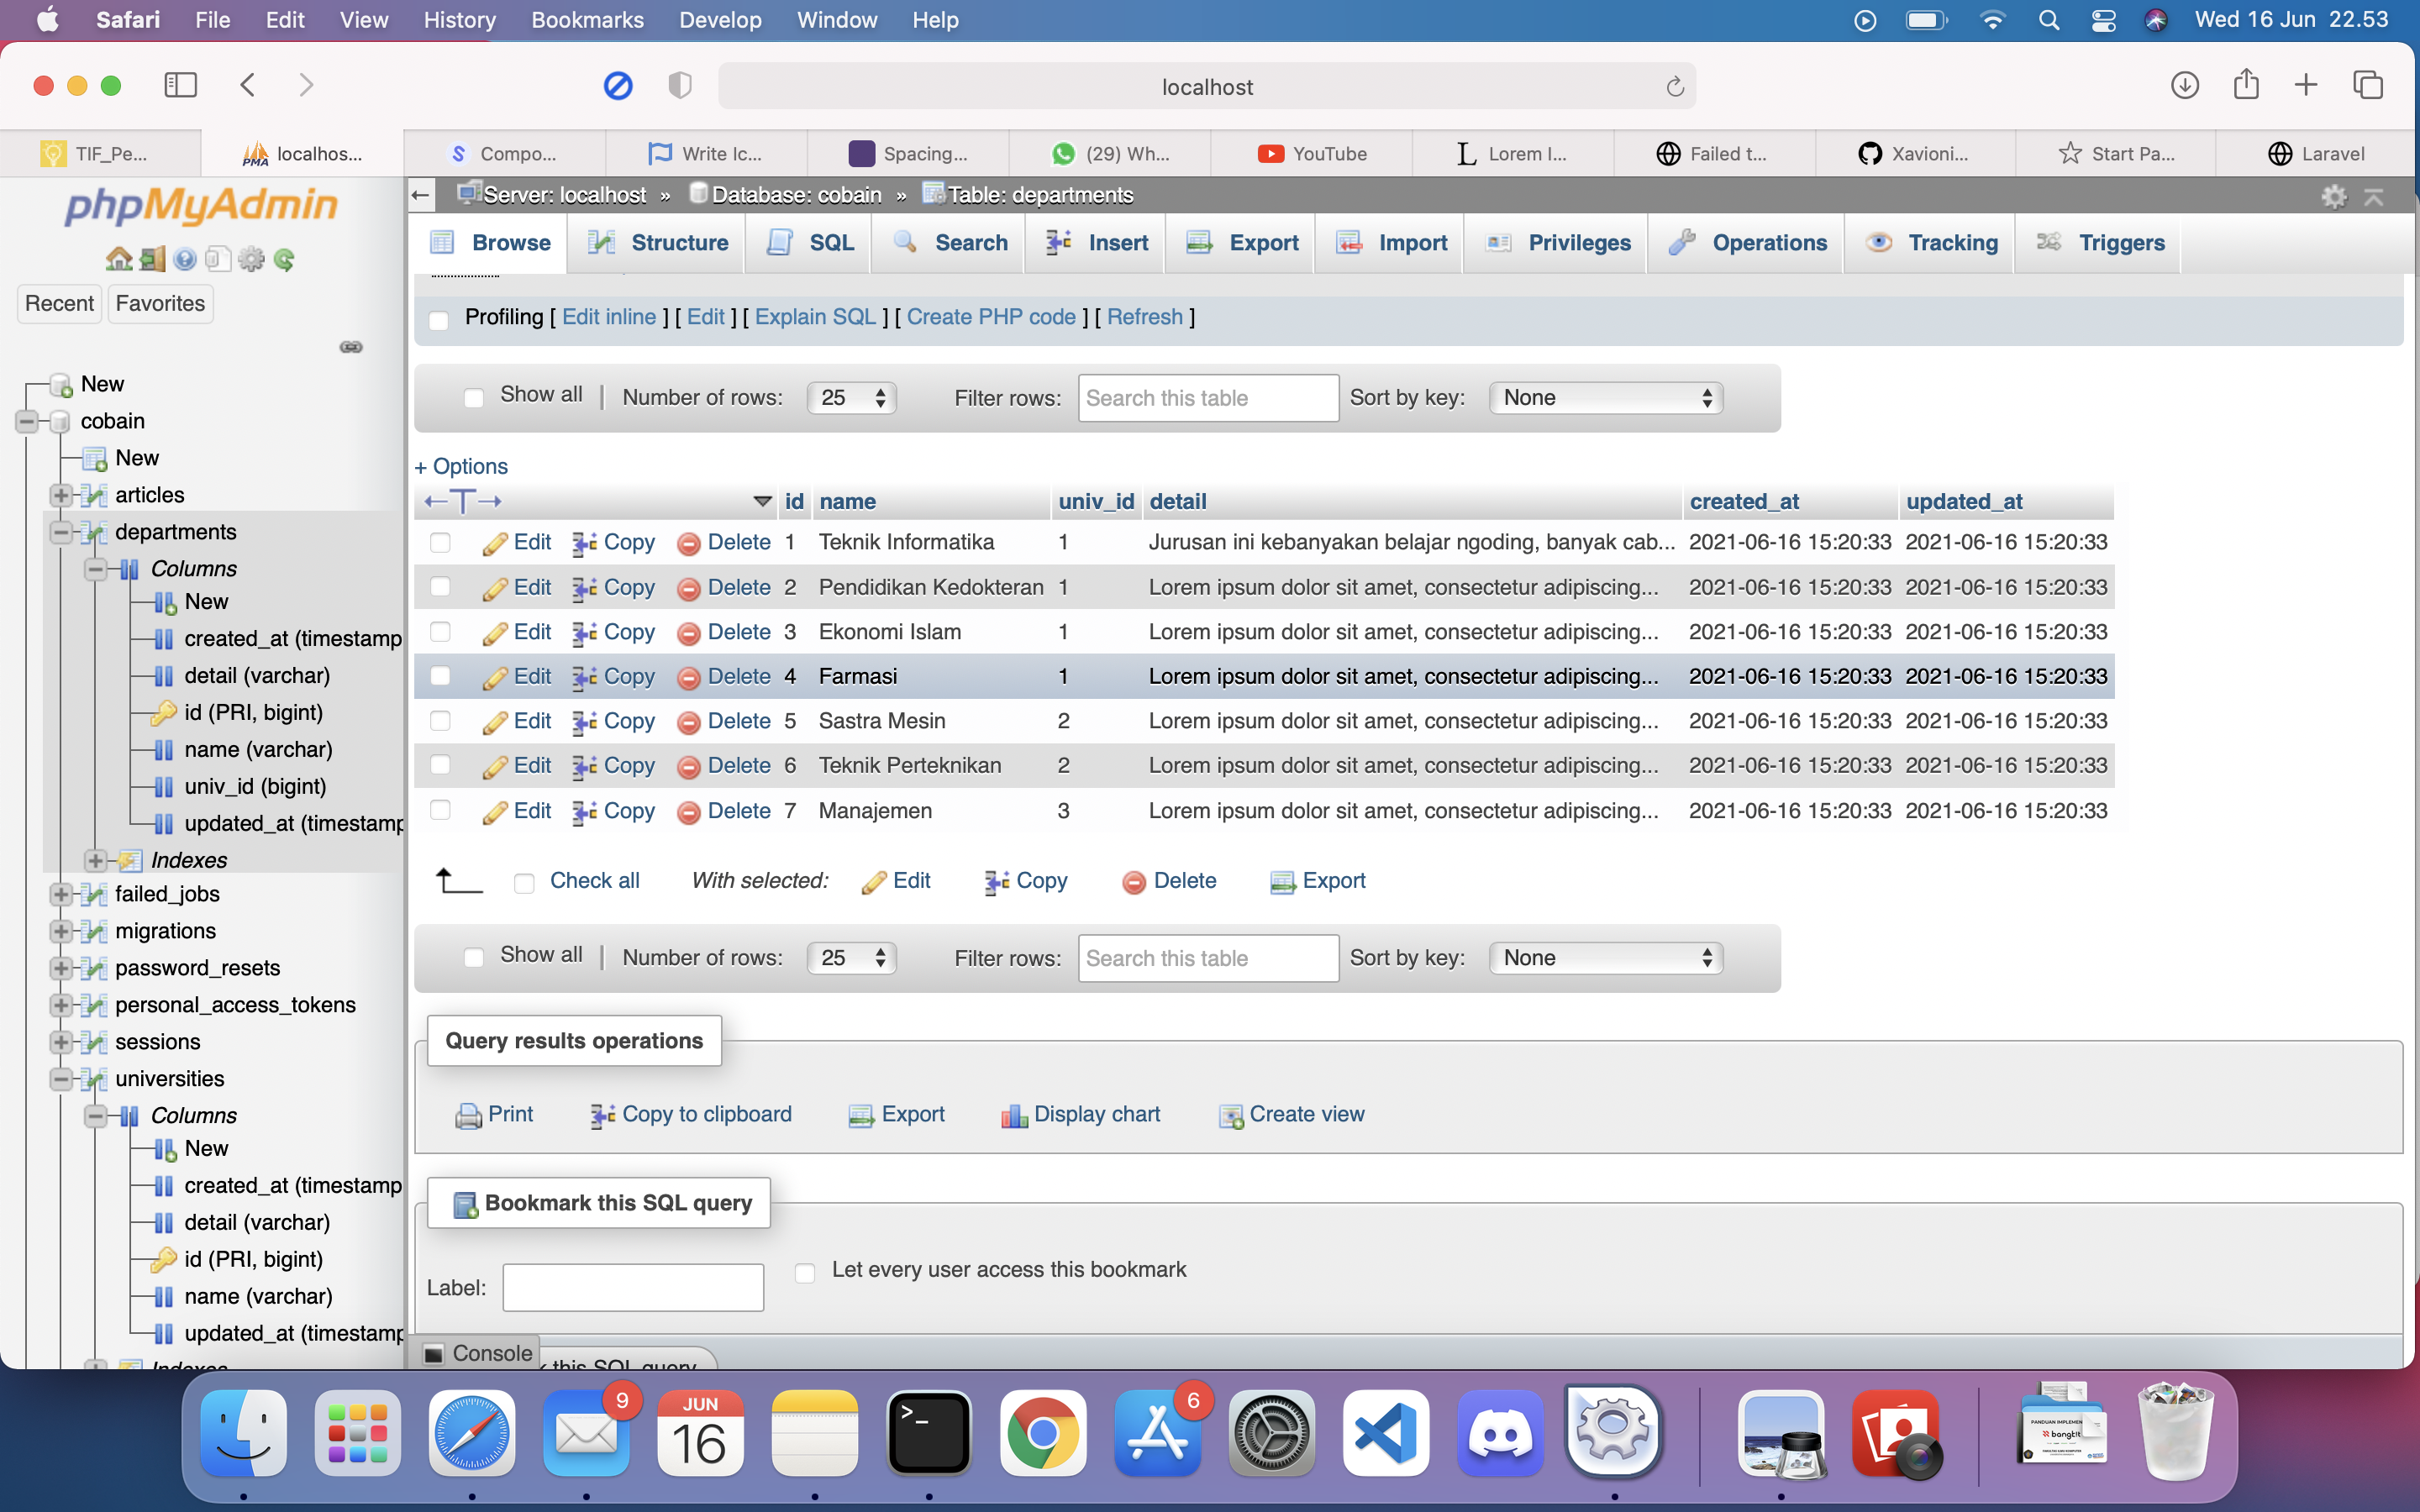 Safari File Edit View History Bookmarks Develop Window Help Wed 16 Jun 22.53
localhost
TIF_Pe... localhos... Compo... Write Ic... Spacing... (29) Wh... YouTube Lorem I... Failed t... Xavioni... Start Pa... Laravel
phpMyAdmin
Recent Favorites
New
cobain
New
articles
departments
Columns
New
created_at (timestamp
detail (varchar)
id (PRI, bigint)
name (varchar)
univ_id (bigint)
updated_at (timestamp
Indexes
failed_jobs
migrations
password_resets
personal_access_tokens
sessions
universities
Columns
New
created_at (timestamp
detail (varchar)
id (PRI, bigint)
name (varchar)
updated_at (timestamp
Indexes
Server: localhost » Database: cobain » Table: departments
Browse Structure SQL Search Insert Export Import Privileges Operations Tracking Triggers
Profiling [ Edit inline ] [ Edit ] [ Explain SQL ] [ Create PHP code ] [ Refresh ]
Show all | Number of rows: 25 Filter rows: Search this table Sort by key: None
+ Options
←T→ id name univ_id detail created_at updated_at
Edit Copy Delete 1 Teknik Informatika 1 Jurusan ini kebanyakan belajar ngoding, banyak cab... 2021-06-16 15:20:33 2021-06-16 15:20:33
Edit Copy Delete 2 Pendidikan Kedokteran 1 Lorem ipsum dolor sit amet, consectetur adipiscing... 2021-06-16 15:20:33 2021-06-16 15:20:33
Edit Copy Delete 3 Ekonomi Islam 1 Lorem ipsum dolor sit amet, consectetur adipiscing... 2021-06-16 15:20:33 2021-06-16 15:20:33
Edit Copy Delete 4 Farmasi 1 Lorem ipsum dolor sit amet, consectetur adipiscing... 2021-06-16 15:20:33 2021-06-16 15:20:33
Edit Copy Delete 5 Sastra Mesin 2 Lorem ipsum dolor sit amet, consectetur adipiscing... 2021-06-16 15:20:33 2021-06-16 15:20:33
Edit Copy Delete 6 Teknik Perteknikan 2 Lorem ipsum dolor sit amet, consectetur adipiscing... 2021-06-16 15:20:33 2021-06-16 15:20:33
Edit Copy Delete 7 Manajemen 3 Lorem ipsum dolor sit amet, consectetur adipiscing... 2021-06-16 15:20:33 2021-06-16 15:20:33
Check all With selected: Edit Copy Delete Export
Show all | Number of rows: 25 Filter rows: Search this table Sort by key: None
Query results operations
Print Copy to clipboard Export Display chart Create view
Bookmark this SQL query
Label: Let every user access this bookmark
Console
this SQL query
9 JUN 16 >_ 6
PANDUAN
bangkit